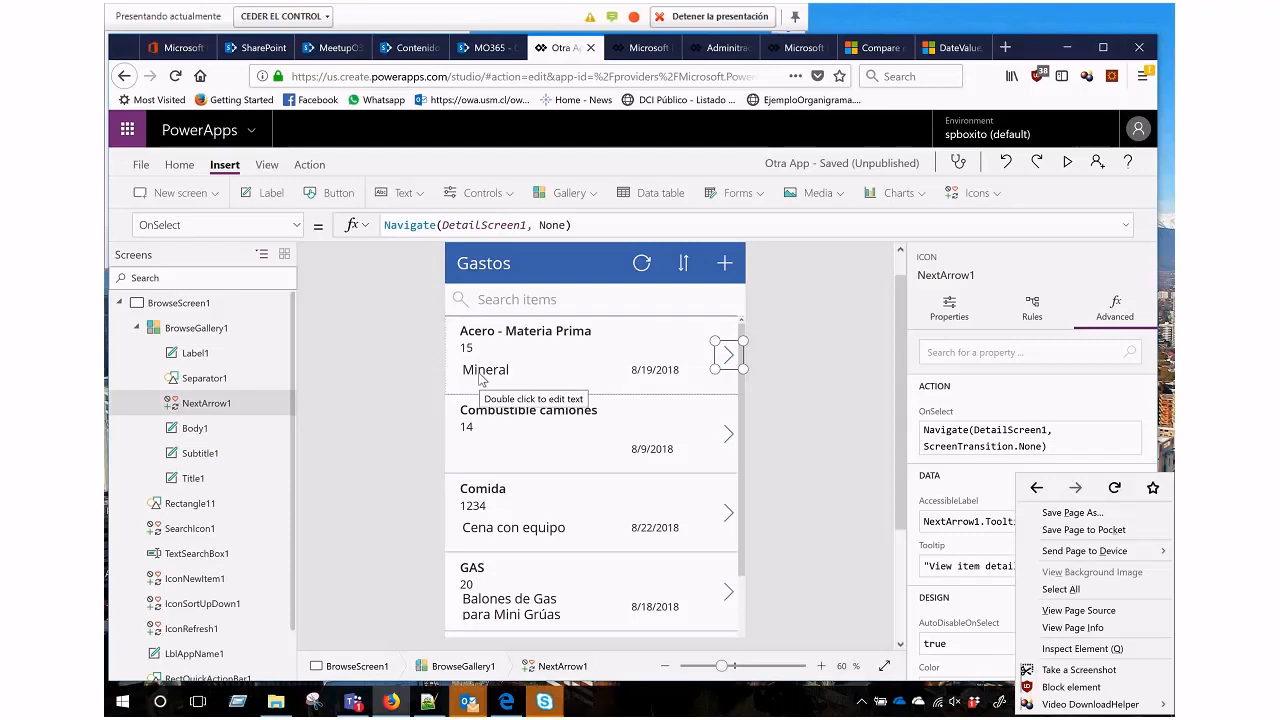 Presentando actualmente CEDER EL CONTROL Detener la presentación
Microsoft SharePoint MeetupO Contenido MO365 - Otra Ap Microsoft Adminitrac Microsoft Compare DateValue
https://us.create.powerapps.com/studio/#action=edit&app-id=%2Fproviders%2FMicrosoft.Power Search 38
Most Visited Getting Started Facebook Whatsapp https://owa.usm.cl/ow... Home - News DCI Público - Listado ... EjemploOrganigrama....
PowerApps Environment
spboxito (default)
File Home Insert View Action Otra App - Saved (Unpublished) ?
New screen Label Button Text Controls Gallery Data table Forms Media Charts Icons
OnSelect = fx Navigate(DetailScreen1, None)
Screens
Search
BrowseScreen1
BrowseGallery1
Label1
Separator1
NextArrow1
Body1
Subtitle1
Title1
Rectangle11
SearchIcon1
TextSearchBox1
IconNewItem1
IconSortUpDown1
IconRefresh1
LblAppName1
RectQuickActionBar1
Gastos
Search items
Acero - Materia Prima
15
Mineral 8/19/2018
Double click to edit text
Combustible camiones
14
8/9/2018
Comida
1234
Cena con equipo 8/22/2018
GAS
20
Balones de Gas
para Mini Grúas 8/18/2018
BrowseScreen1 BrowseGallery1 NextArrow1 60 %
ICON
NextArrow1
Properties Rules fx Advanced
Search for a property...
ACTION
OnSelect
Navigate(DetailScreen1,
ScreenTransition.None)
DATA
AccessibleLabel
NextArrow1.Toolti
Tooltip
"View item detai
DESIGN
AutoDisableOnSelect
true
Color
Save Page As...
Save Page to Pocket
Send Page to Device
View Background Image
Select All
View Page Source
View Page Info
Inspect Element (Q)
Take a Screenshot
Block element
Video DownloadHelper